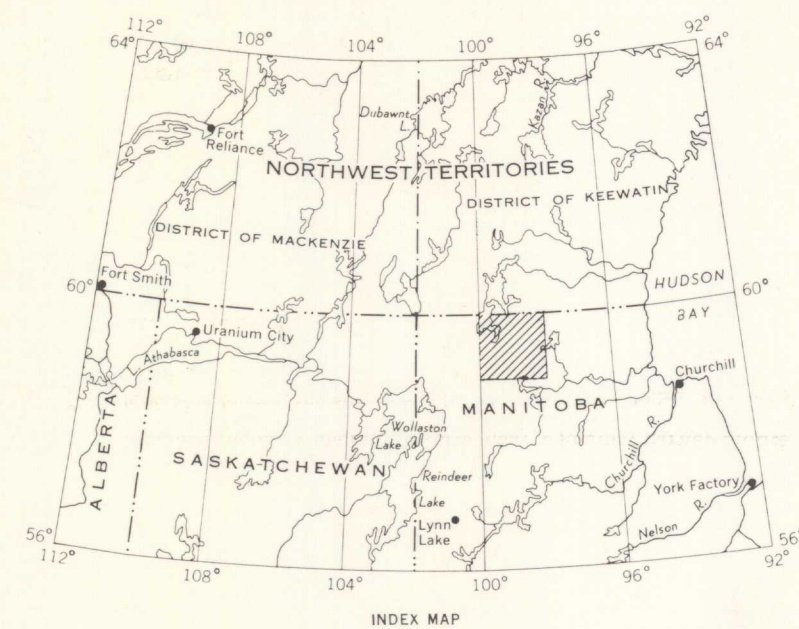 112°
108°
104°
100°
96°
92°
64°
64°
Dubawnt
L.
Kazan R.
Fort
Reliance
NORTHWEST TERRITORIES
DISTRICT OF KEEWATIN
DISTRICT OF MACKENZIE
Fort Smith
60°
HUDSON
60°
BAY
Uranium City
Athabasca
Churchill
MANITOBA
Wollaston
Lake
ALBERTA
SASKATCHEWAN
Reindeer
Lake
Churchill R.
York Factory
Lynn
Lake
Nelson R.
56°
56°
112°
108°
104°
100°
96°
92°
INDEX MAP